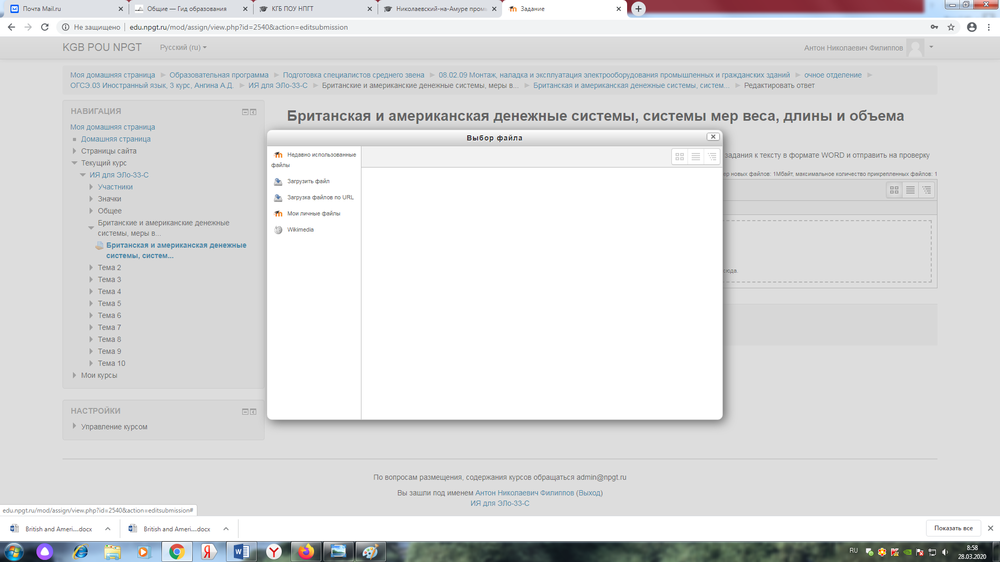 Почта Mail.ru
Общие — Гид образования
КГБ ПОУ НПГТ
Николаевский-на-Амуре пром
Задание
Не защищено
edu.npgt.ru/mod/assign/view.php?id=2540&action=editsubmission
KGB POU NPGT
Русский (ru)
Антон Николаевич Филиппов
Моя домашняя страница ► Образовательная программа ► Подготовка специалистов среднего звена ► 08.02.09 Монтаж, наладка и эксплуатация электрооборудования промышленных и гражданских зданий ► очное отделение ►
ОГСЭ.03 Иностранный язык, 3 курс, Ангина А.Д. ► ИЯ для ЭЛо-33-С ► Британские и американские денежные системы, меры в... ► Британская и американская денежные системы, систем... ► Редактировать ответ
НАВИГАЦИЯ
Моя домашняя страница
Домашняя страница
Страницы сайта
Текущий курс
ИЯ для ЭЛо-33-С
Участники
Значки
Общее
Британские и американские денежные
системы, меры в...
Британская и американская денежные
системы, систем...
Тема 2
Тема 3
Тема 4
Тема 5
Тема 6
Тема 7
Тема 8
Тема 9
Тема 10
Мои курсы
НАСТРОЙКИ
Управление курсом
Британская и американская денежные системы, системы мер веса, длины и объема
задания к тексту в формате WORD и отправить на проверку
ер новых файлов: 1Мбайт, максимальное количество прикрепленных файлов: 1
сюда.
Выбор файла
Недавно использованные
файлы
Загрузить файл
Загрузка файлов по URL
Мои личные файлы
Wikimedia
По вопросам размещения, содержания курсов обращаться admin@npgt.ru
Вы зашли под именем Антон Николаевич Филиппов (Выход)
ИЯ для ЭЛо-33-С
edu.npgt.ru/mod/assign/view.php?id=2540&action=editsubmission#
British and Ameri....docx
British and Ameri....docx
Показать все
RU
8:58
28.03.2020